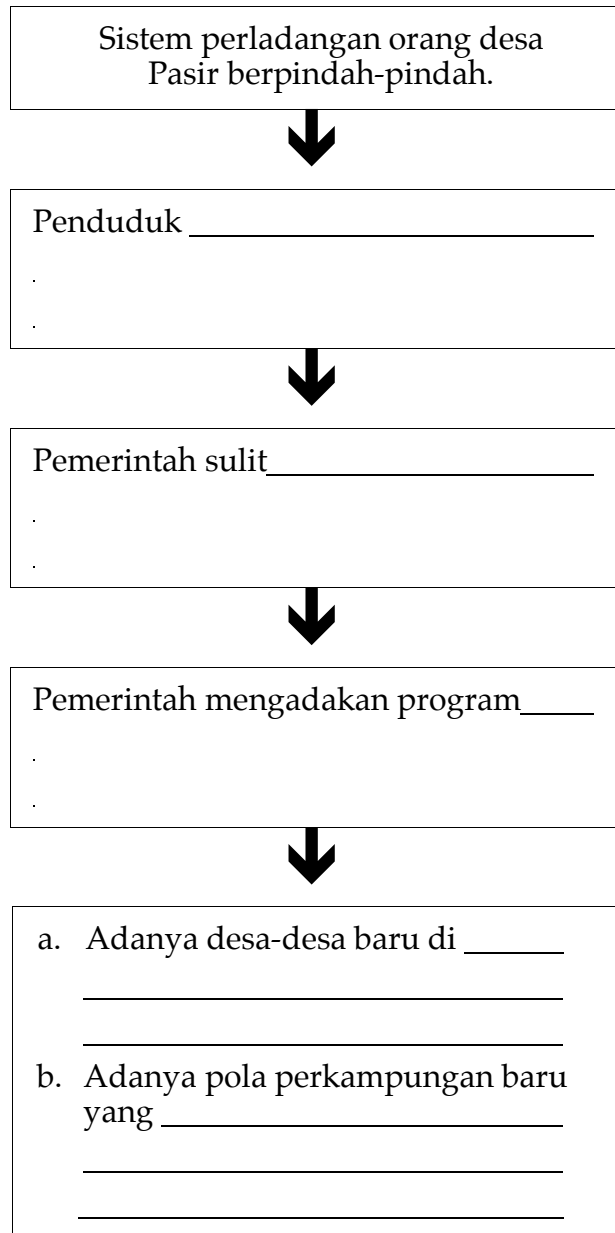 Sistem perladangan orang desa
Pasir berpindah-pindah.
Penduduk
.
.
Pemerintah sulit
.
.
Pemerintah mengadakan program
.
.
a. Adanya desa-desa baru di
b. Adanya pola perkampungan baru
yang